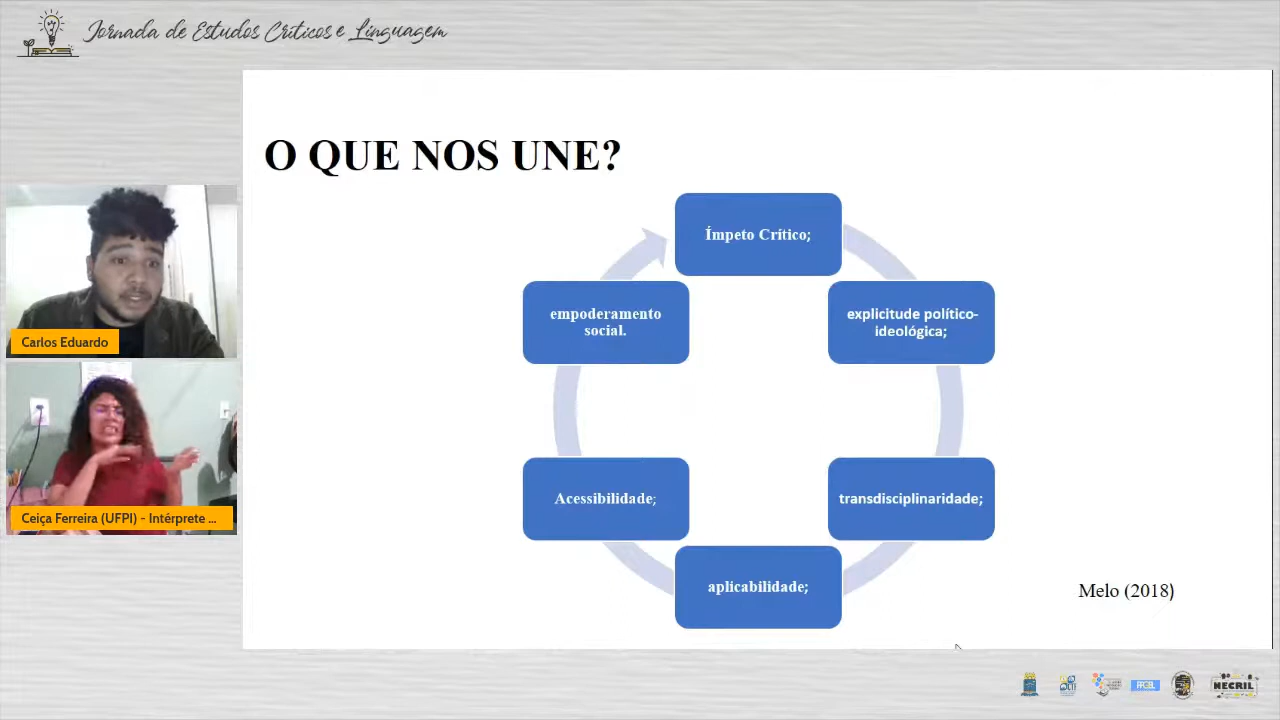 Jornada de Estudos Críticos e Linguagem
O QUE NOS UNE?
Ímpeto Crítico;
explicitude político-
ideológica;
transdisciplinaridade;
aplicabilidade;
Acessibilidade;
empoderamento
social.
Melo (2018)
Carlos Eduardo
Ceiça Ferreira (UFPI) - Intérprete ...
NECRIL